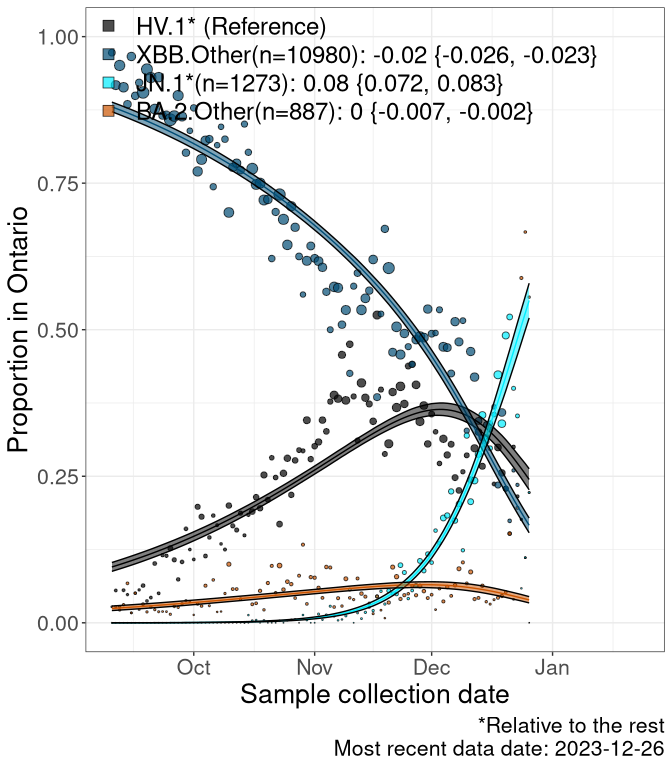 HV.1* (Reference)
XBB.Other(n=10980): -0.02 {-0.026, -0.023}
JN.1*(n=1273): 0.08 {0.072, 0.083}
BA.2.Other(n=887): 0 {-0.007, -0.002}
1.00
0.75
0.50
0.25
0.00
Proportion in Ontario
Oct Nov Dec Jan
Sample collection date
*Relative to the rest
Most recent data date: 2023-12-26